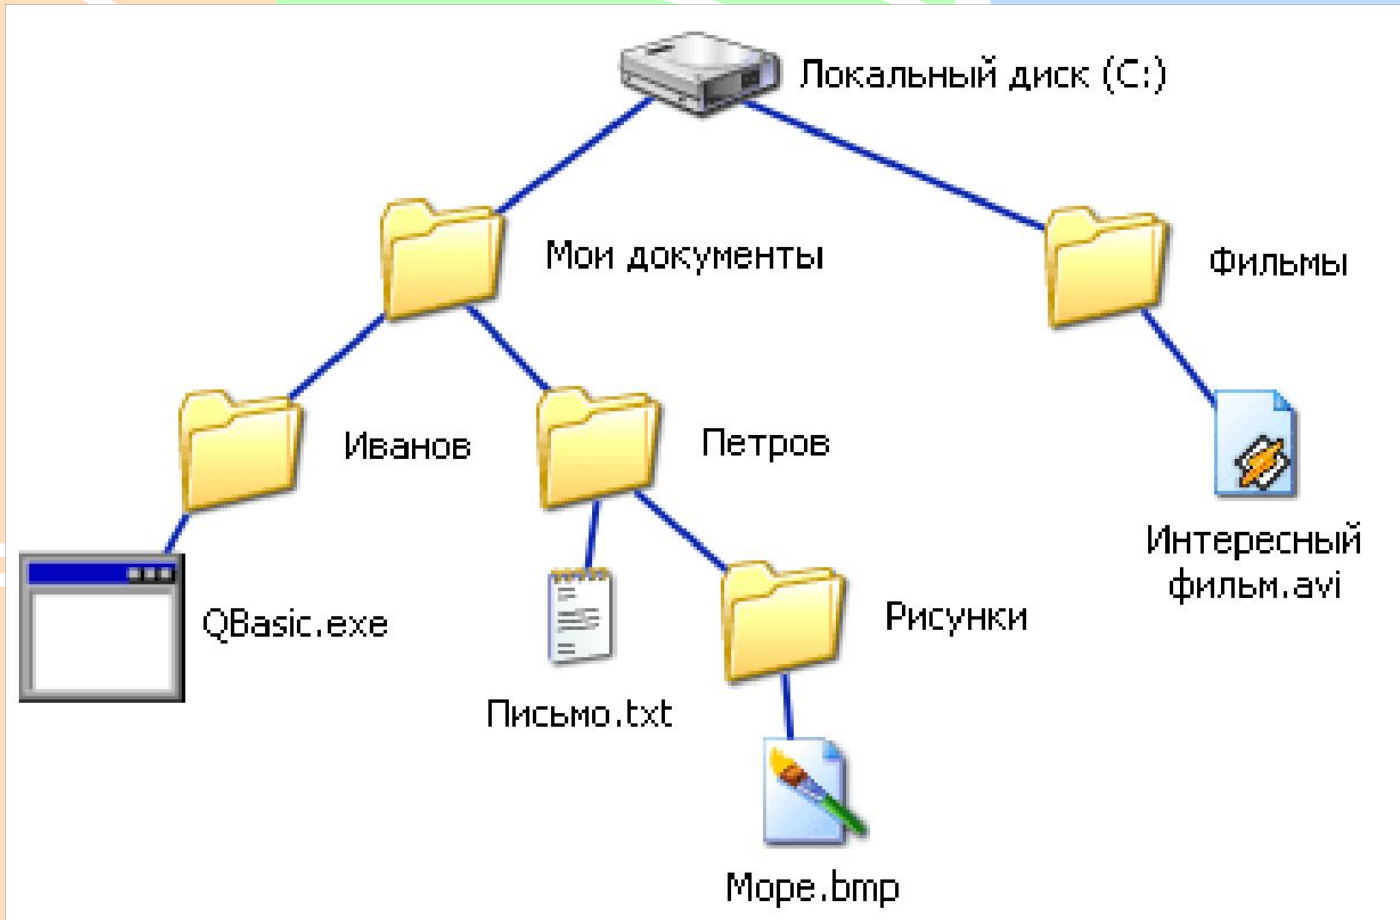 Локальный диск (C:)
Мои документы
Фильмы
Иванов
Петров
Интересный
фильм.avi
QBasic.exe
Рисунки
Письмо.txt
Море.bmp